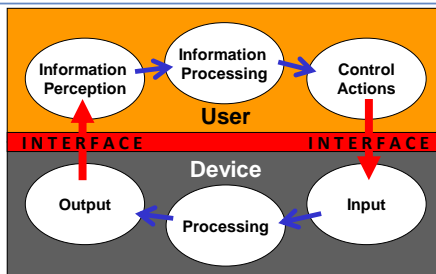 Information
Perception
Information
Processing
Control
Actions
User
INTERFACE INTERFACE
Device
Output
Processing
Input